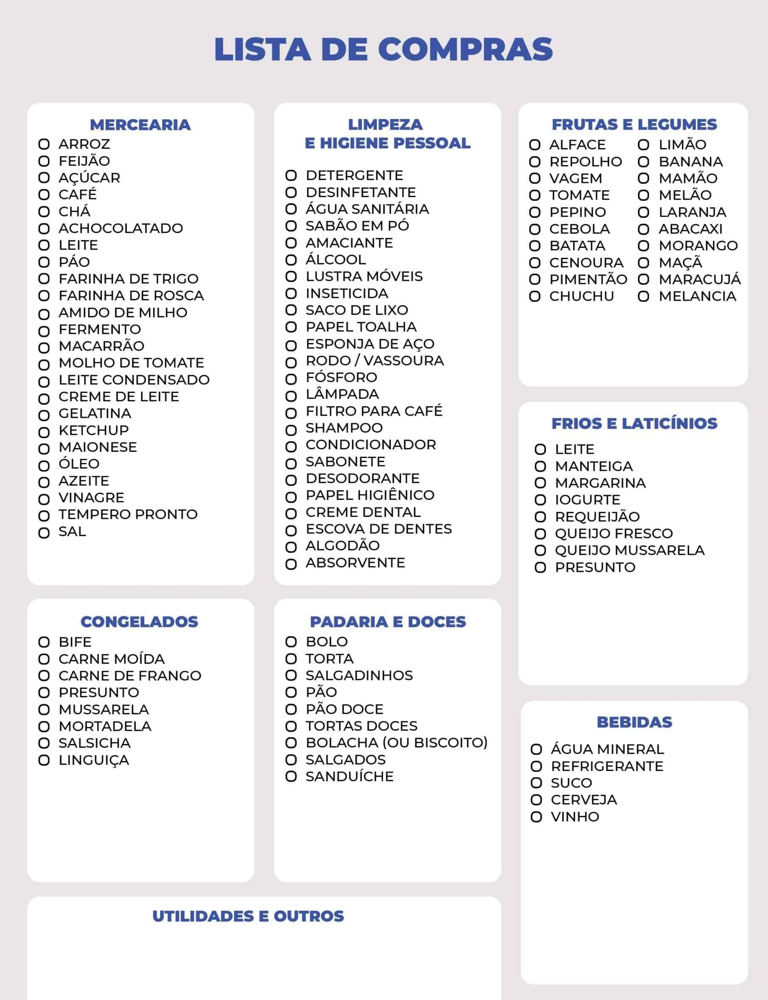 LISTA DE COMPRAS
MERCEARIA
ARROZ
FEIJÃO
AÇÚCAR
CAFÉ
CHÁ
ACHOCOLATADO
LEITE
PÁO
FARINHA DE TRIGO
FARINHA DE ROSCA
AMIDO DE MILHO
FERMENTO
MACARRÃO
MOLHO DE TOMATE
LEITE CONDENSADO
CREME DE LEITE
GELATINA
KETCHUP
MAIONESE
ÓLEO
AZEITE
VINAGRE
TEMPERO PRONTO
SAL
LIMPEZA
E HIGIENE PESSOAL
DETERGENTE
DESINFETANTE
ÁGUA SANITÁRIA
SABÃO EM PÓ
AMACIANTE
ÁLCOOL
LUSTRA MÓVEIS
INSETICIDA
SACO DE LIXO
PAPEL TOALHA
ESPONJA DE AÇO
RODO / VASSOURA
FÓSFORO
LÂMPADA
FILTRO PARA CAFÉ
SHAMPOO
CONDICIONADOR
SABONETE
DESODORANTE
PAPEL HIGIÊNICO
CREME DENTAL
ESCOVA DE DENTES
ALGODÃO
ABSORVENTE
FRUTAS E LEGUMES
ALFACE
REPOLHO
VAGEM
TOMATE
PEPINO
CEBOLA
BATATA
CENOURA
PIMENTÃO
CHUCHU
LIMÃO
BANANA
MAMÃO
MELÃO
LARANJA
ABACAXI
MORANGO
MAÇÃ
MARACUJÁ
MELANCIA
FRIOS E LATICÍNIOS
LEITE
MANTEIGA
MARGARINA
IOGURTE
REQUEIJÃO
QUEIJO FRESCO
QUEIJO MUSSARELA
PRESUNTO
CONGELADOS
BIFE
CARNE MOÍDA
CARNE DE FRANGO
PRESUNTO
MUSSARELA
MORTADELA
SALSICHA
LINGUIÇA
PADARIA E DOCES
BOLO
TORTA
SALGADINHOS
PÃO
PÃO DOCE
TORTAS DOCES
BOLACHA (OU BISCOITO)
SALGADOS
SANDUÍCHE
BEBIDAS
ÁGUA MINERAL
REFRIGERANTE
SUCO
CERVEJA
VINHO
UTILIDADES E OUTROS